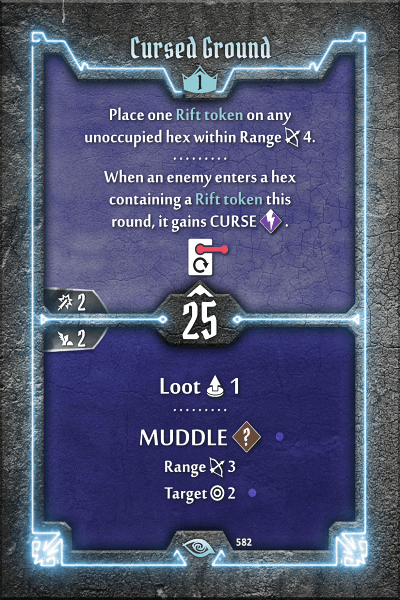 Cursed Ground
1
Place one Rift token on any
unoccupied hex within Range 4.
When an enemy enters a hex
containing a Rift token this
round, it gains CURSE .
2
25
2
Loot 1
MUDDLE ?
Range 3
Target 2
582